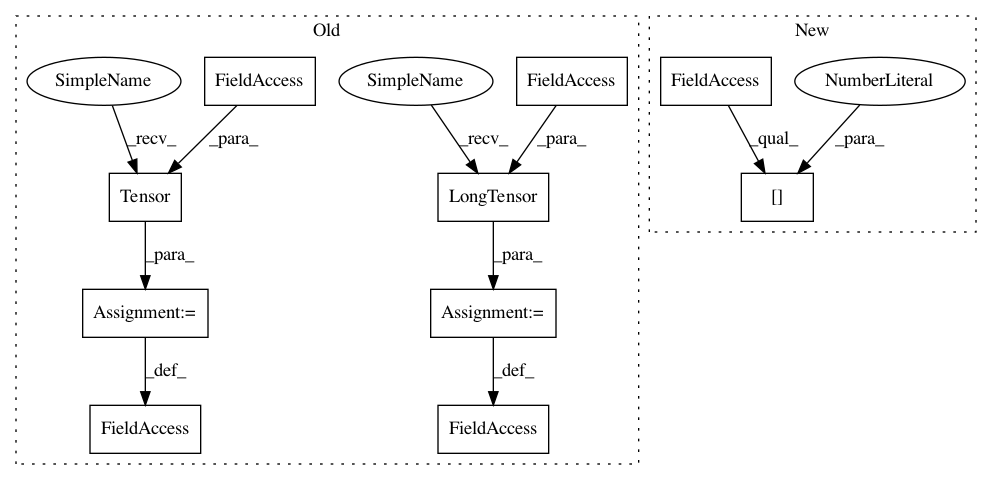 Old
New
SimpleName
FieldAccess
SimpleName
FieldAccess
FieldAccess
NumberLiteral
_recv_
_para_
_recv_
_para_
_qual_
_para_
Tensor
LongTensor
[]
_para_
_para_
Assignment:=
Assignment:=
_def_
_def_
FieldAccess
FieldAccess